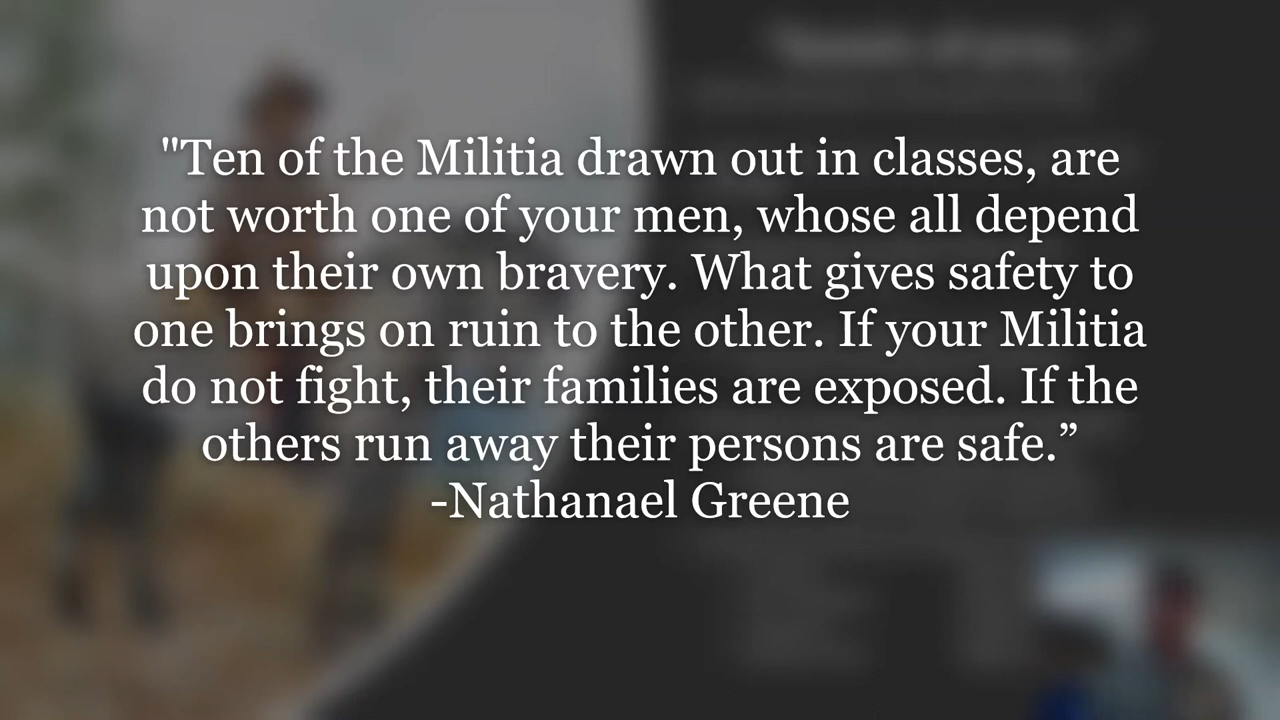 "Ten of the Militia drawn out in classes, are
not worth one of your men, whose all depend
upon their own bravery. What gives safety to
one brings on ruin to the other. If your Militia
do not fight, their families are exposed. If the
others run away their persons are safe.”
-Nathanael Greene